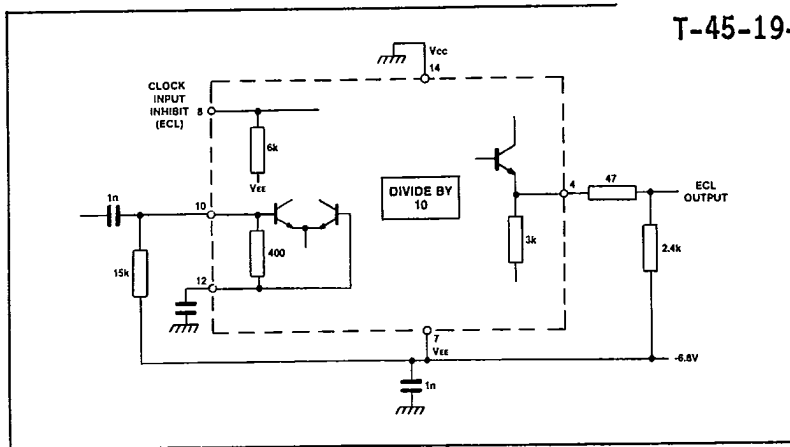 T-45-19-
Vcc
14
CLOCK
INPUT
INHIBIT
(ECL)
8
6k
VEE
1n
10
DIVIDE BY
10
4
47
ECL
OUTPUT
15k
400
3k
2.4k
12
7
VEE
-6.8V
1n